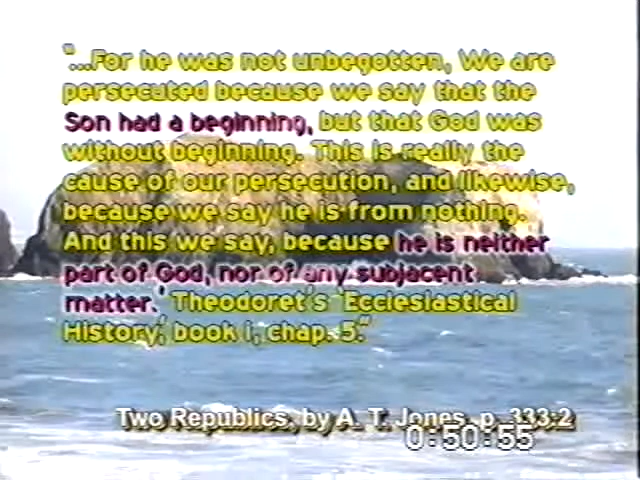 "...For he was not unbegotten, We are
persecuted because we say that the
Son had a beginning, but that God was
without beginning. This is really the
cause of our persecution, and likewise,
because we say he is from nothing.
And this we say, because he is neither
part of God, nor of any subjacent
matter.' Theodoret's 'Ecclesiastical
History,' book i, chap. 5."
Two Republics, by A. T. Jones, p. 333:2
0:50:55